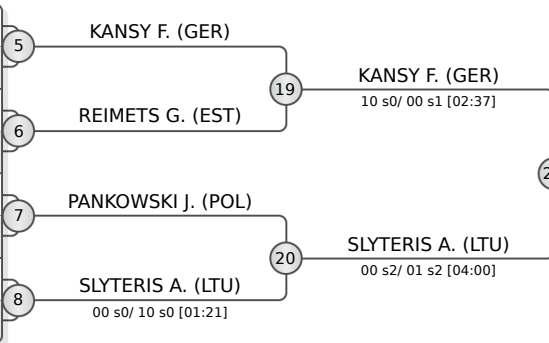 5
KANSY F. (GER)
19
KANSY F. (GER)
10 s0/ 00 s1 [02:37]
6
REIMETS G. (EST)
7
PANKOWSKI J. (POL)
20
SLYTERIS A. (LTU)
00 s2/ 01 s2 [04:00]
8
SLYTERIS A. (LTU)
00 s0/ 10 s0 [01:21]